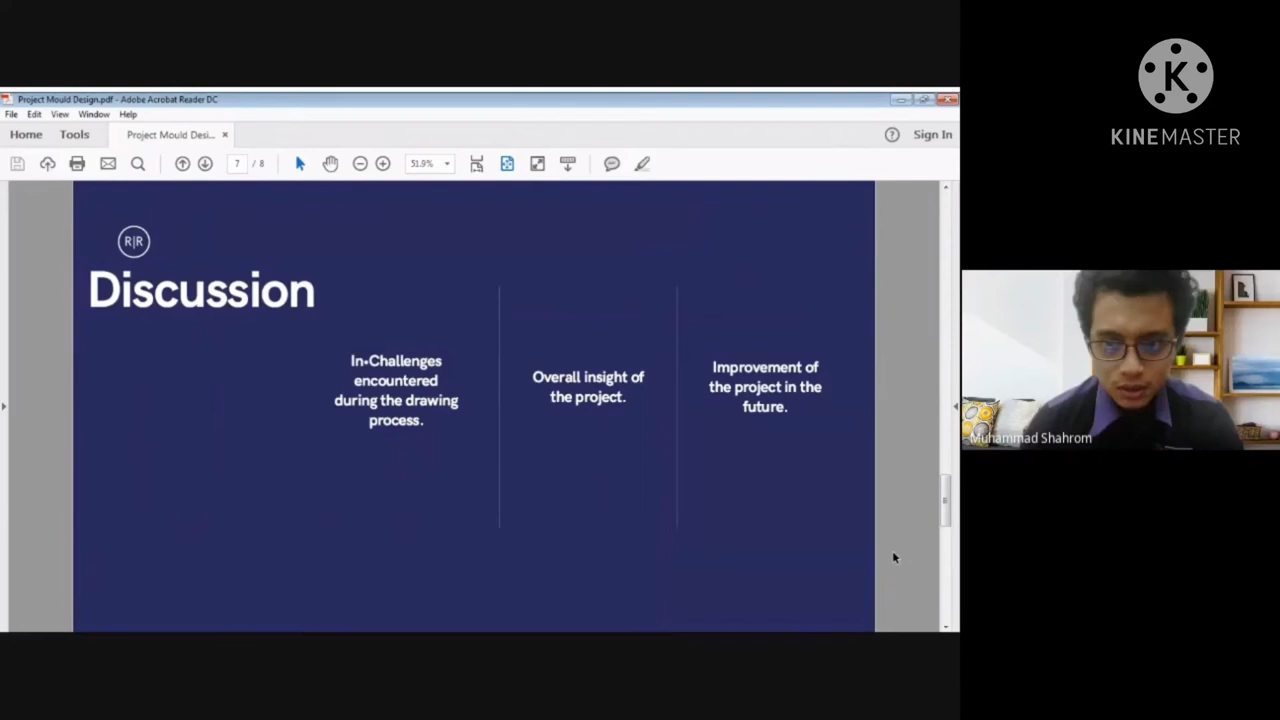 K
KINEMASTER
Project Mould Design.pdf - Adobe Acrobat Reader DC
File Edit View Window Help
Home Tools Project Mould Desi... × Sign In
7 / 8 51.9%
R|R
Discussion
In•Challenges
encountered
during the drawing
process.
Overall insight of
the project.
Improvement of
the project in the
future.
Muhammad Shahrom